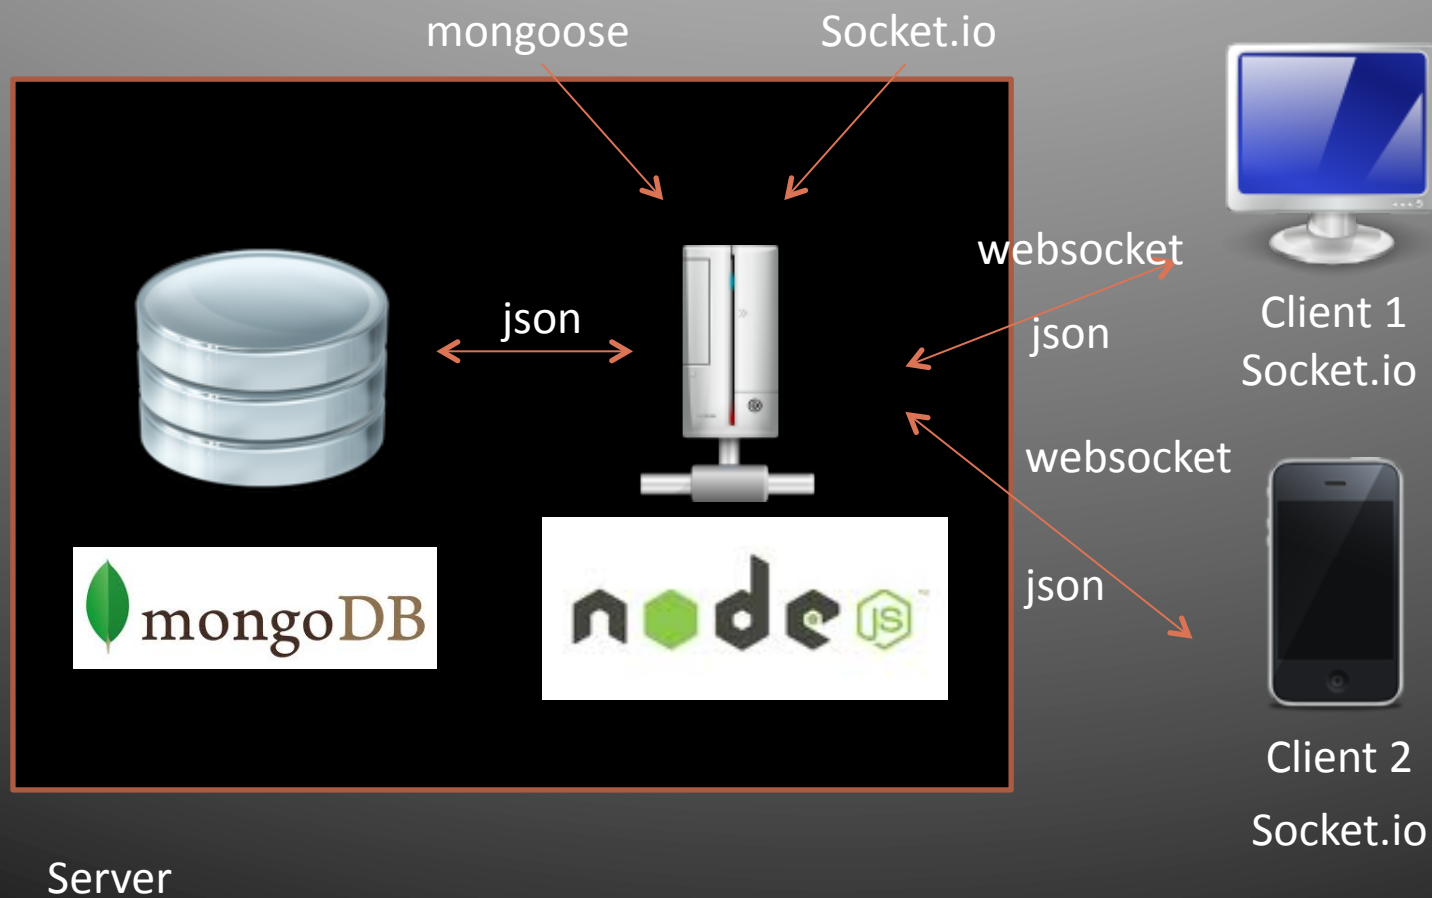 mongoose
Socket.io
websocket
json
json
Client 1
Socket.io
websocket
mongoDB
node JS
json
Client 2
Socket.io
Server